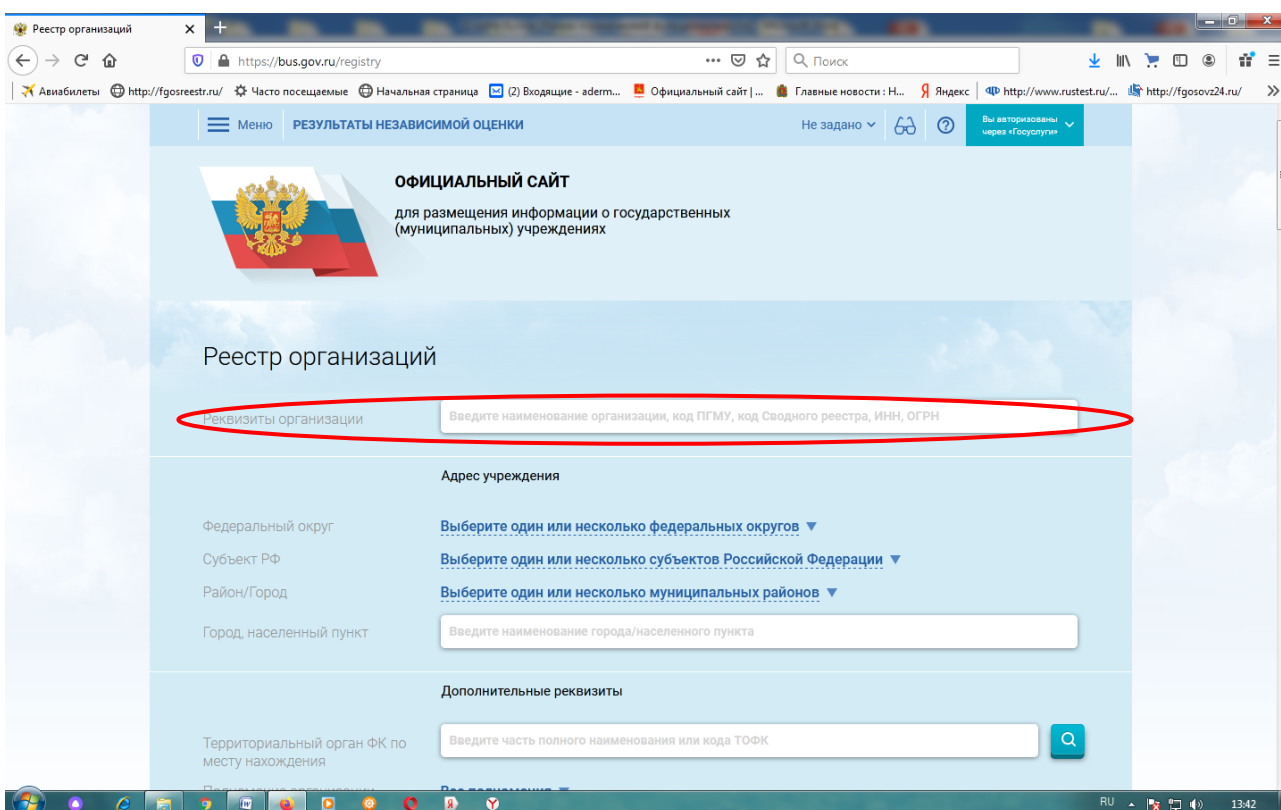 Реестр организаций
https://bus.gov.ru/registry
Поиск
Авиабилеты http://fgosreestr.ru/ Часто посещаемые Начальная страница (2) Входящие - aderm... Официальный сайт | ... Главные новости : Н... Яндекс http://www.rustest.ru/... http://fgosovz24.ru/
Меню РЕЗУЛЬТАТЫ НЕЗАВИСИМОЙ ОЦЕНКИ Не задано
Вы авторизованы
через «Госуслуги»
ОФИЦИАЛЬНЫЙ САЙТ
для размещения информации о государственных
(муниципальных) учреждениях
Реестр организаций
Реквизиты организации Введите наименование организации, код ПГМУ, код Сводного реестра, ИНН, ОГРН
Адрес учреждения
Федеральный округ Выберите один или несколько федеральных округов
Субъект РФ Выберите один или несколько субъектов Российской Федерации
Район/Город Выберите один или несколько муниципальных районов
Город, населенный пункт Введите наименование города/населенного пункта
Дополнительные реквизиты
Территориальный орган ФК по
месту нахождения
Введите часть полного наименования или кода ТОФК
Полномочия организации Все полномочия
RU 13:42